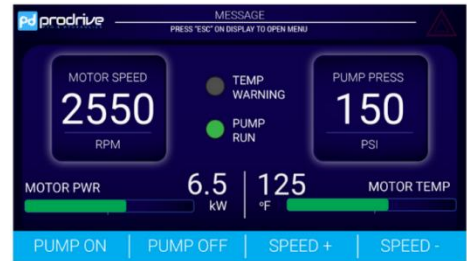 pd prodrive
MESSAGE
PRESS "ESC" ON DISPLAY TO OPEN MENU
MOTOR SPEED
2550
RPM
TEMP
WARNING
PUMP
RUN
PUMP PRESS
150
PSI
MOTOR PWR
6.5
kW
125
°F
MOTOR TEMP
PUMP ON
PUMP OFF
SPEED +
SPEED -